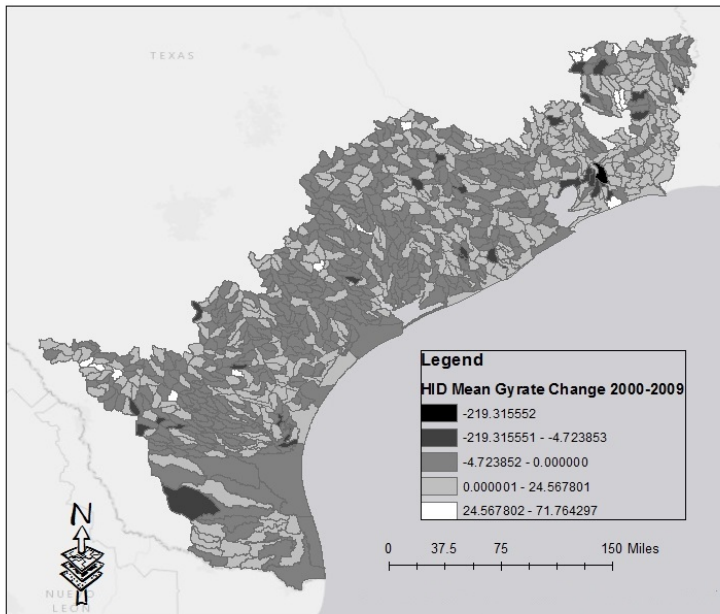 TEXAS
Legend
HID Mean Gyrate Change 2000-2009
-219.315552
-219.315551 - -4.723853
-4.723852 - 0.000000
0.000001 - 24.567801
24.567802 - 71.764297
N
0 37.5 75 150 Miles
LEON